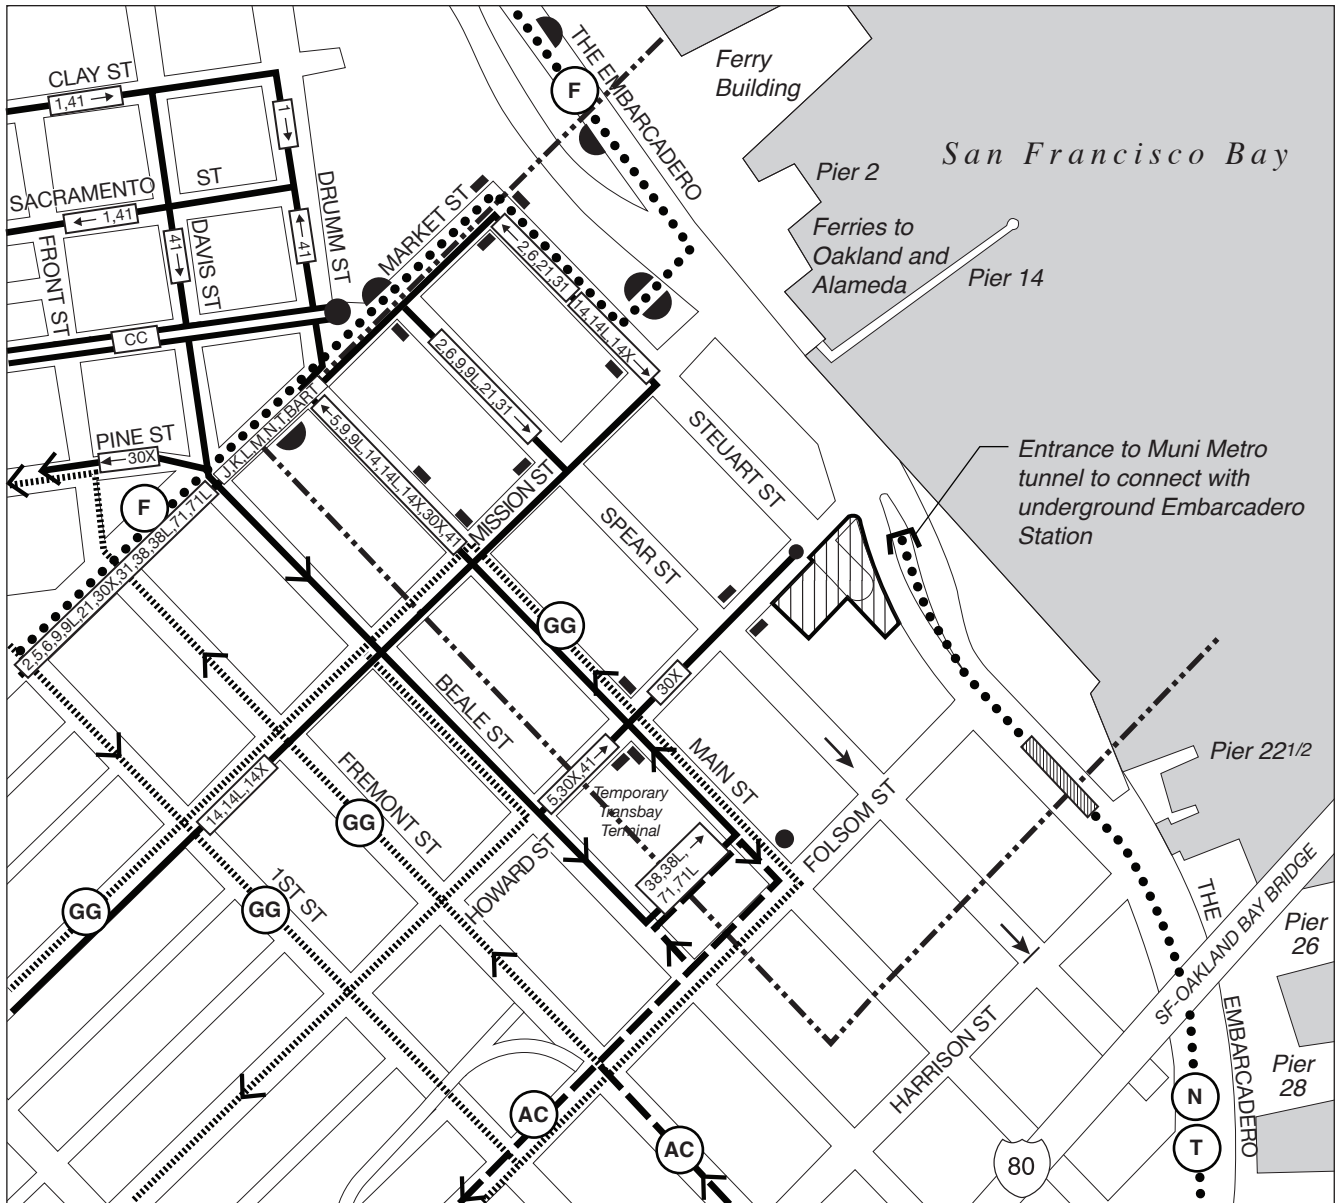 CLAY ST
1,41 →
1 →
SACRAMENTO ST
← 1,41
41 →
← 41
FRONT ST
DAVIS ST
DRUMM ST
MARKET ST
CC
PINE ST
← 30X
F
J,K,L,M,N,T,BART
2,5,6,9,9L,21,30X,31,38,38L,71,71L
THE EMBARCADERO
F
Ferry
Building
San Francisco Bay
Pier 2
Ferries to
Oakland and
Alameda
Pier 14
← 2,6,21,31
14,14L,14X →
2,6,9,9L,21,31 →
← 5,9,9L,14,14L,14X,30X,41
MISSION ST
STEUART ST
SPEAR ST
Entrance to Muni Metro
tunnel to connect with
underground Embarcadero
Station
GG
30X
BEALE ST
MAIN ST
5,30X,41 →
Temporary
Transbay
Terminal
38,38L, →
71,71L
FOLSOM ST
Pier 22 1/2
14,14L,14X
FREMONT ST
GG
HOWARD ST
1ST ST
GG
GG
THE EMBARCADERO
SF-OAKLAND BAY BRIDGE
Pier
26
HARRISON ST
Pier
28
AC
AC
80
N
T